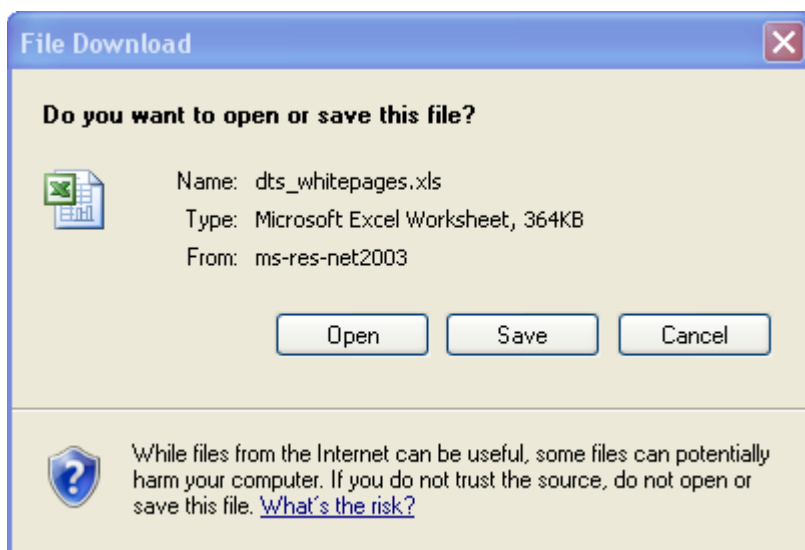 File Download
Do you want to open or save this file?
Name: dts_whitepages.xls
Type: Microsoft Excel Worksheet, 364KB
From: ms-res-net2003
Open Save Cancel
While files from the Internet can be useful, some files can potentially
harm your computer. If you do not trust the source, do not open or
save this file. What's the risk?